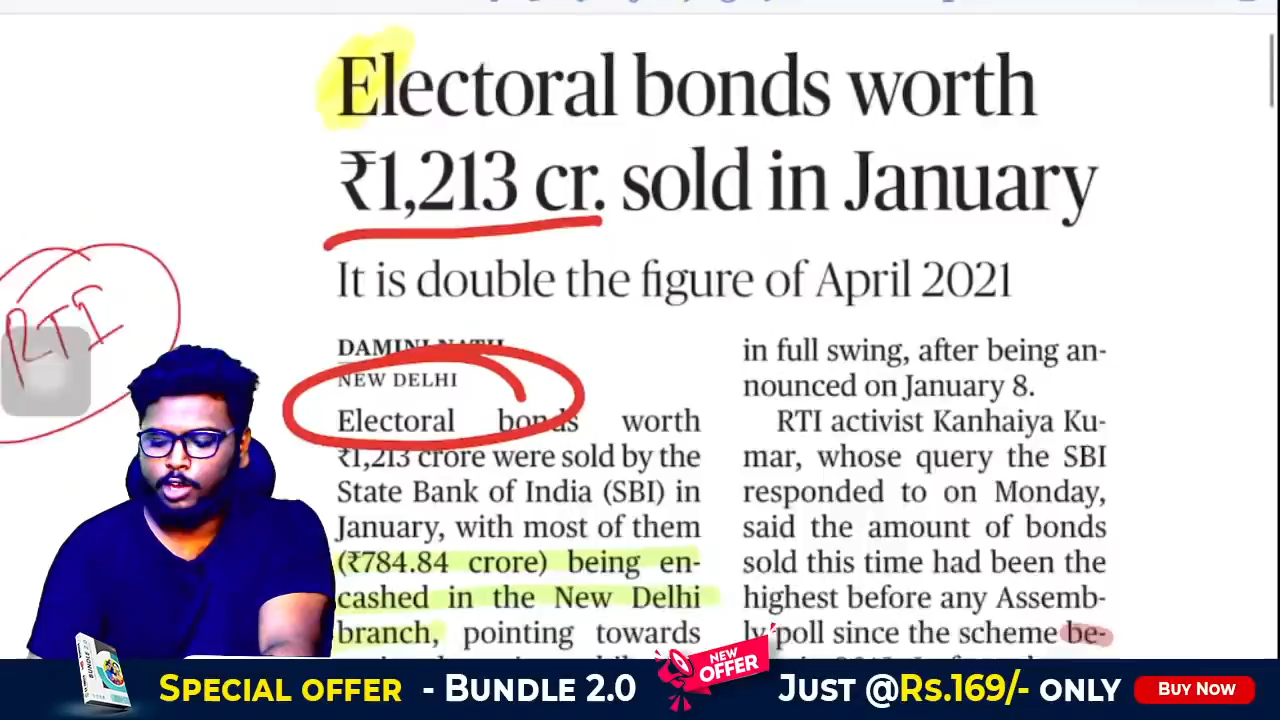 Electoral bonds worth
₹1,213 cr. sold in January
It is double the figure of April 2021
RTI
DAMINI NATH
NEW DELHI
Electoral bonds worth
₹1,213 crore were sold by the
State Bank of India (SBI) in
January, with most of them
(₹784.84 crore) being en-
cashed in the New Delhi
branch, pointing towards
in full swing, after being an-
nounced on January 8.
RTI activist Kanhaiya Ku-
mar, whose query the SBI
responded to on Monday,
said the amount of bonds
sold this time had been the
highest before any Assemb-
ly poll since the scheme be-
BUNDLE 2.0
SPECIAL OFFER - BUNDLE 2.0
NEW
OFFER
JUST @RS.169/- ONLY
Buy Now